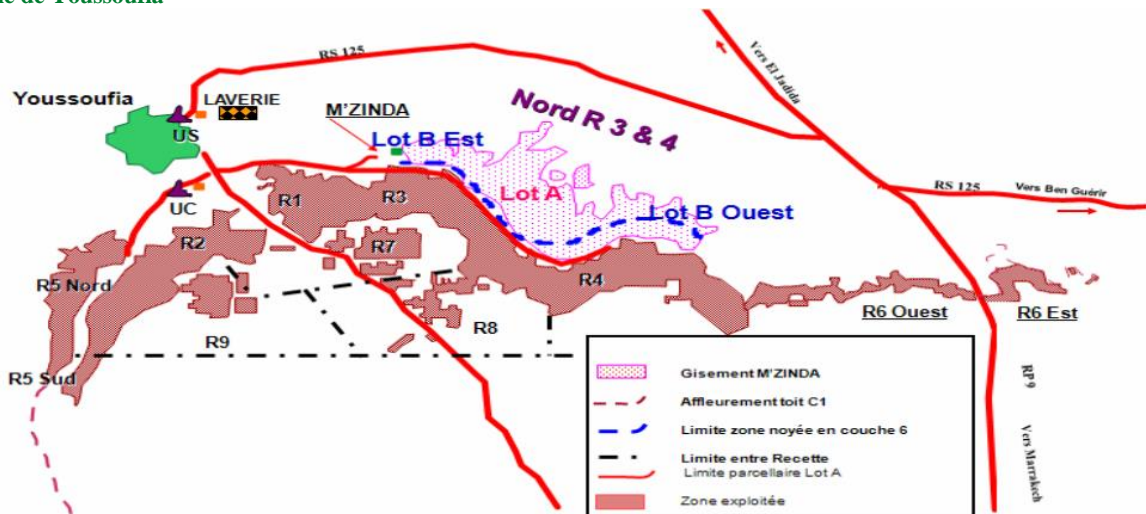 RS 125
Vers El Jadida
Youssoufia
LAVERIE
US
M'ZINDA
Nord R 3 & 4
Lot B Est
Lot A
Lot B Ouest
RS 125
Vers Ben Guérir
UC
R1
R3
R2
R7
R5 Nord
R4
R8
R9
R6 Ouest
R6 Est
R5 Sud
RP 9
Vers Marrakech
Gisement M'ZINDA
Affleurement toit C1
Limite zone noyée en couche 6
Limite entre Recette
Limite parcellaire Lot A
Zone exploitée